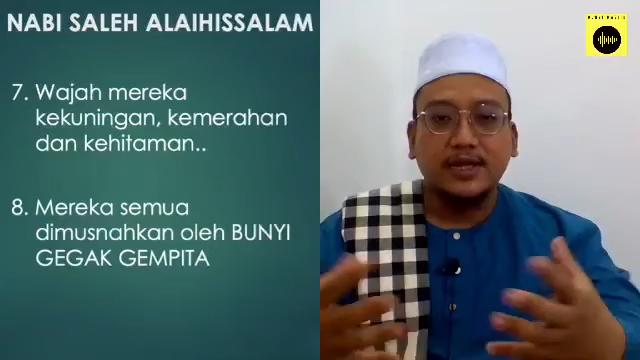 NABI SALEH ALAIHISSALAM
7. Wajah mereka
kekuningan, kemerahan
dan kehitaman..
8. Mereka semua
dimusnahkan oleh BUNYI
GEGAK GEMPITA